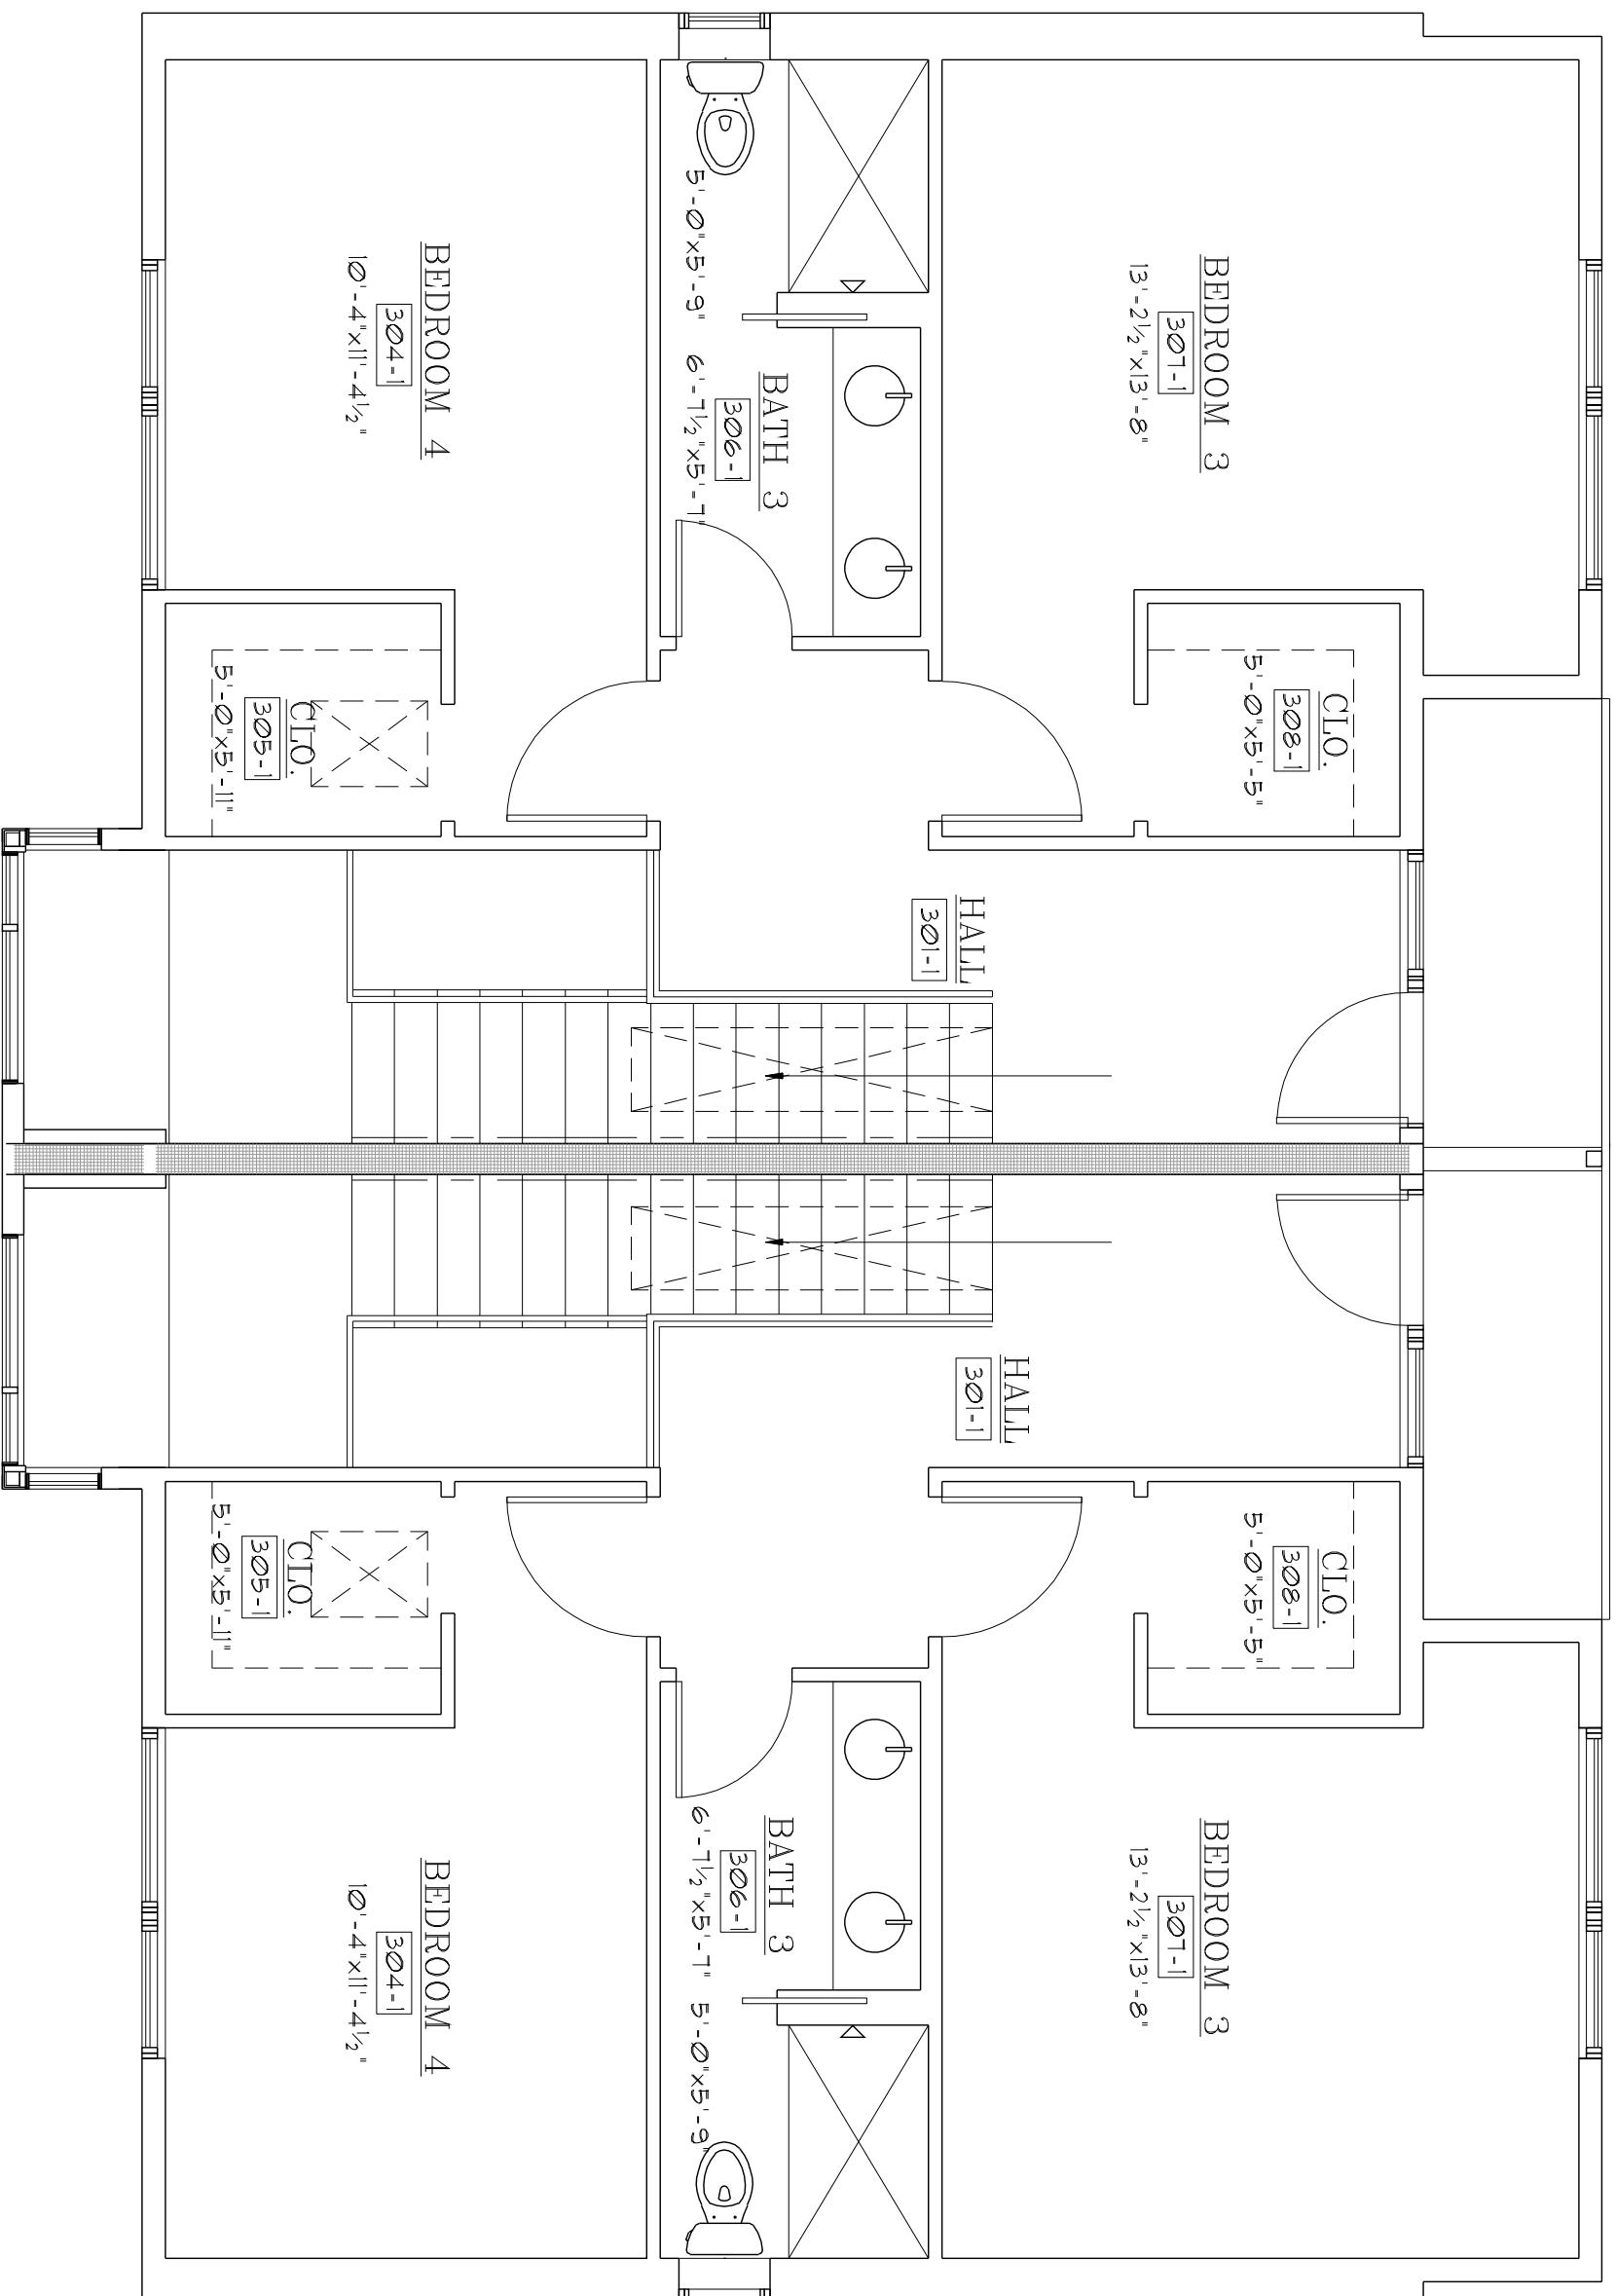 BEDROOM 3
307-1
13'-2½"x13'-8"
CLO.
308-1
5'-0"x5'-5"
HALL
301-1
HALL
301-1
CLO.
308-1
5'-0"x5'-5"
BEDROOM 3
307-1
13'-2½"x13'-8"
BATH 3
306-1
5'-0"x5'-9" 6'-7½"x5'-7"
BATH 3
306-1
6'-7½"x5'-7" 5'-0"x5'-9"
BEDROOM 4
304-1
10'-4"x11'-4½"
CLO.
305-1
5'-0"x5'-11"
CLO.
305-1
5'-0"x5'-11"
BEDROOM 4
304-1
10'-4"x11'-4½"